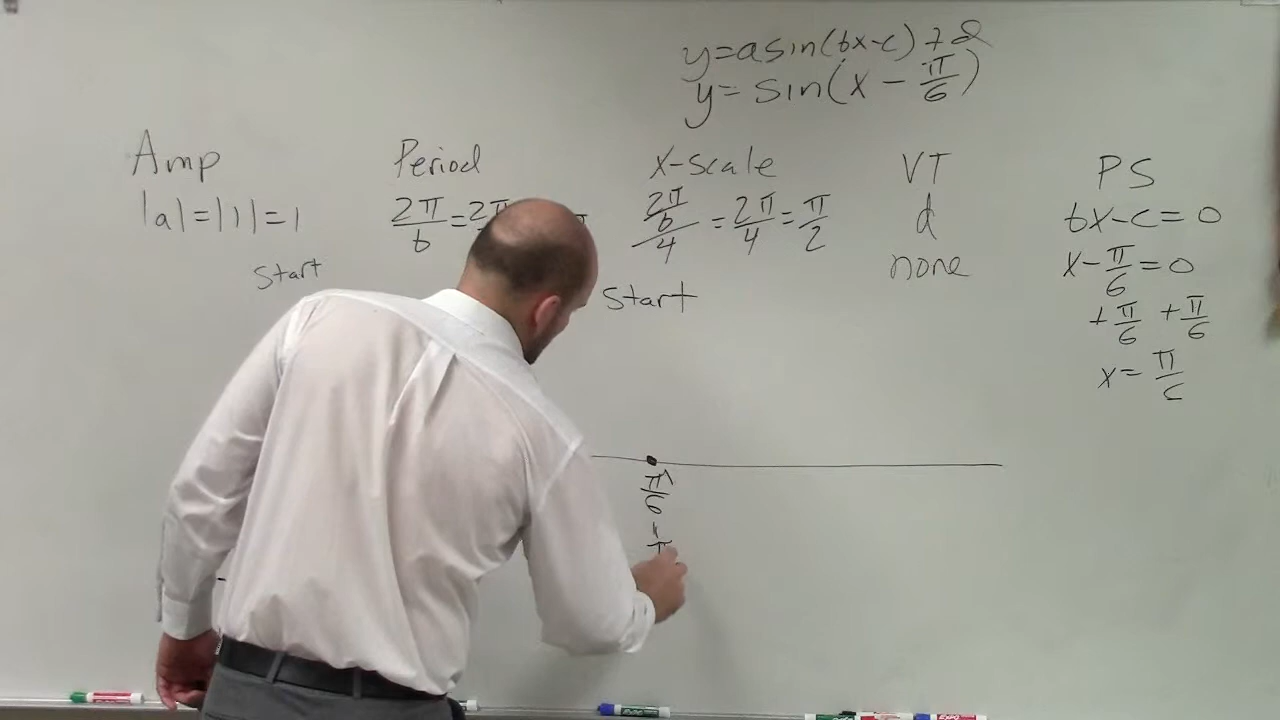 y=asin(bx-c)+d
y= sin(x - π/6)
Amp Period x-scale VT PS
|a|=|1|=1 2π/b=2π π (2π/b)/4 = 2π/4 = π/2 d bx-c=0
start start none x-π/6=0
+π/6 +π/6
x=π/6
π/6